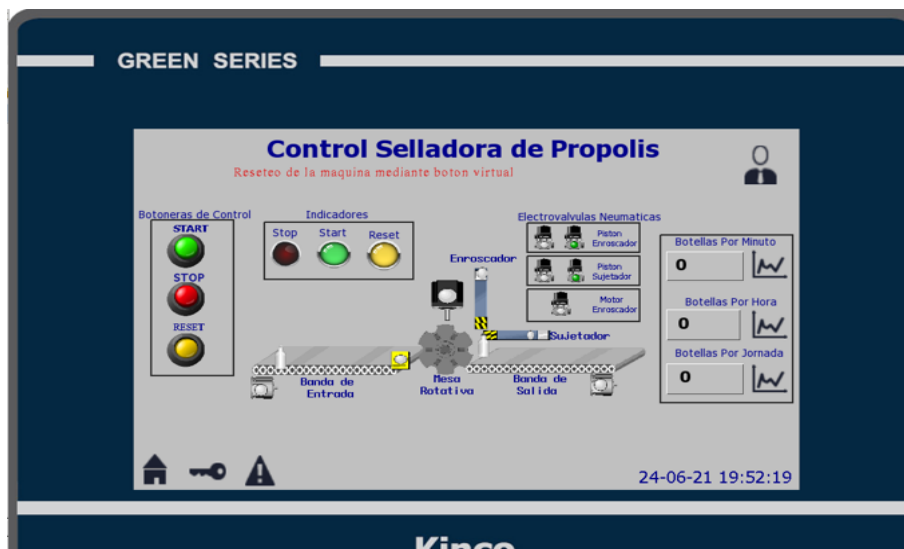 GREEN SERIES
Control Selladora de Propolis
Reseteo de la maquina mediante boton virtual
Botoneras de Control
START
STOP
RESET
Indicadores
Stop Start Reset
Electrovalvulas Neumaticas
Piston
Enroscador
Piston
Sujetador
Motor
Enroscador
Enroscador
Sujetador
Banda de
Entrada
Mesa
Rotativa
Banda de
Salida
Botellas Por Minuto
0
Botellas Por Hora
0
Botellas Por Jornada
0
24-06-21 19:52:19
Kinco